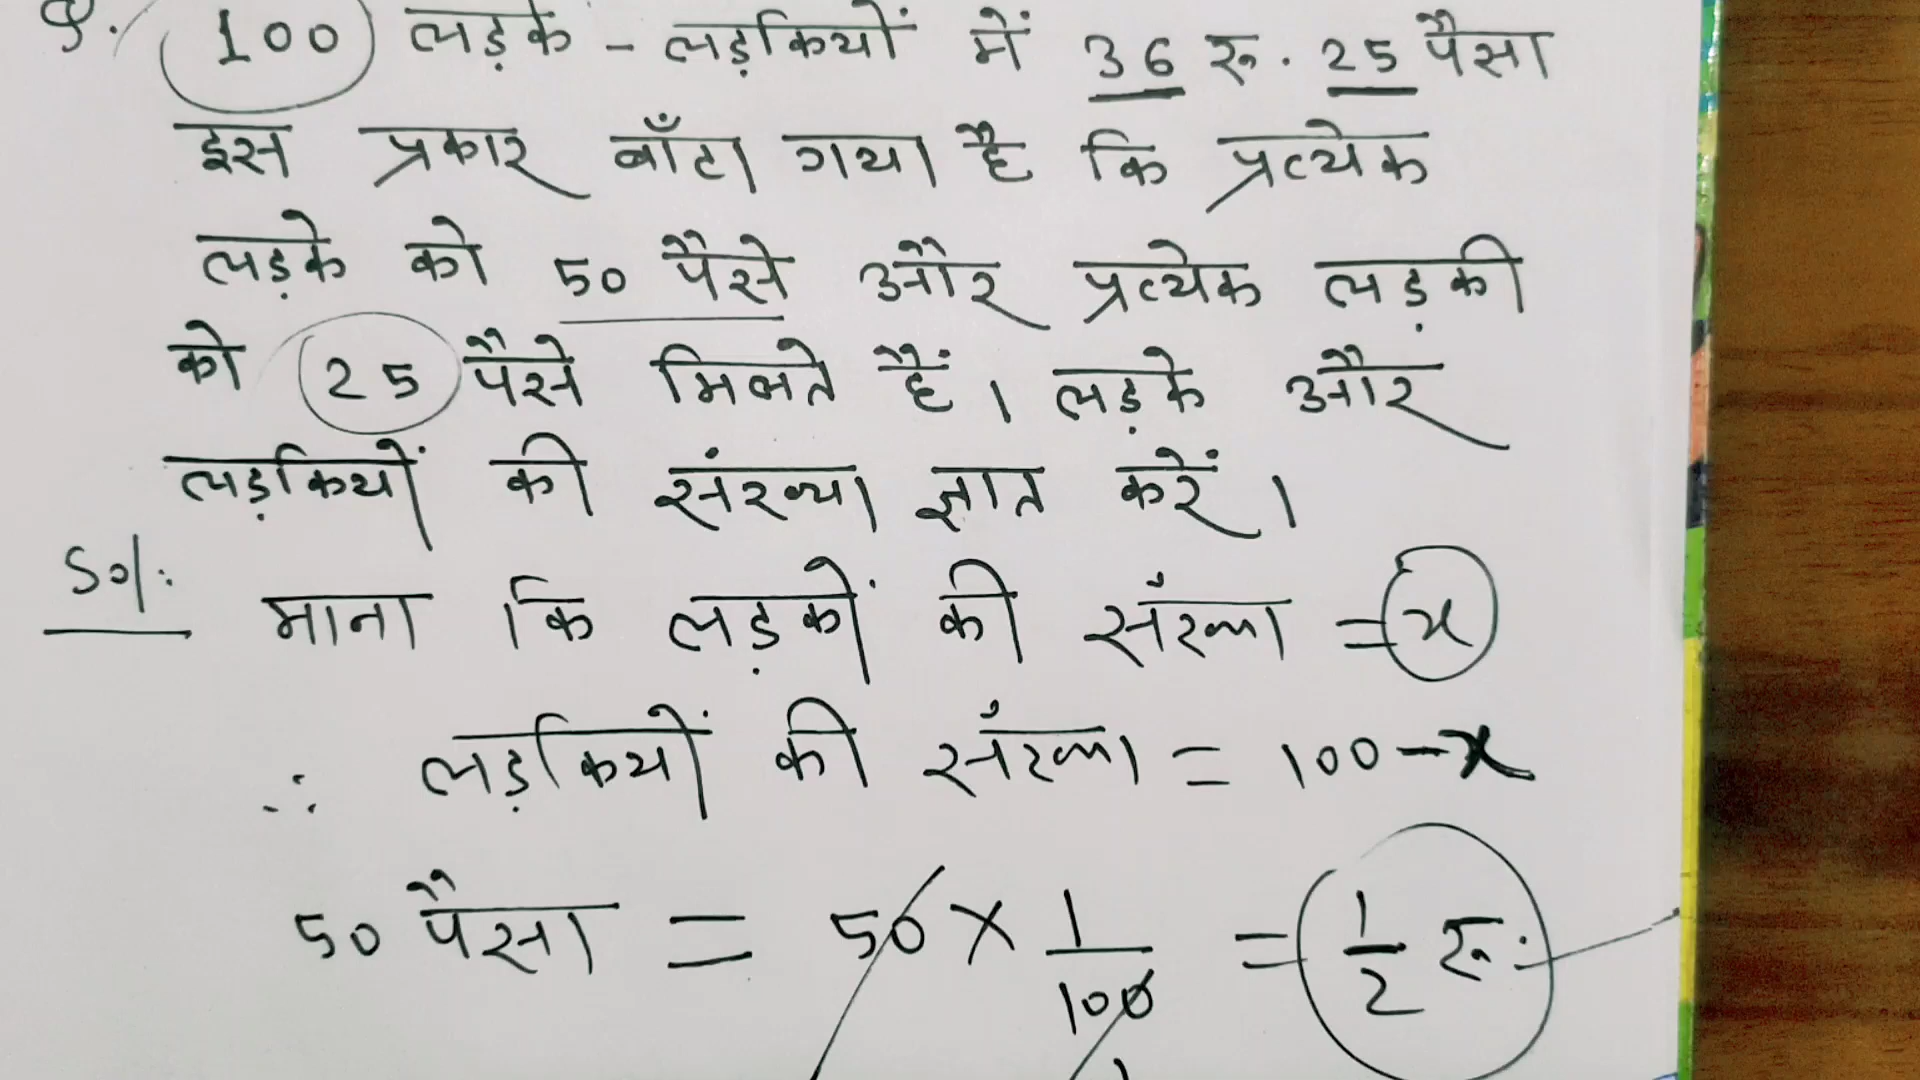 Q. 100 लड़के - लड़कियों में 36 रू. 25 पैसा
इस प्रकार बाँटा गया है कि प्रत्येक
लड़के को 50 पैसे और प्रत्येक लड़की
को 25 पैसे मिलते हैं । लड़के और
लड़कियों की संख्या ज्ञात करें ।
Sol: माना कि लड़कों की संख्या = x
∴ लड़कियों की संख्या = 100 - x
50 पैसा = 50 × 1/100 = 1/2 रू.